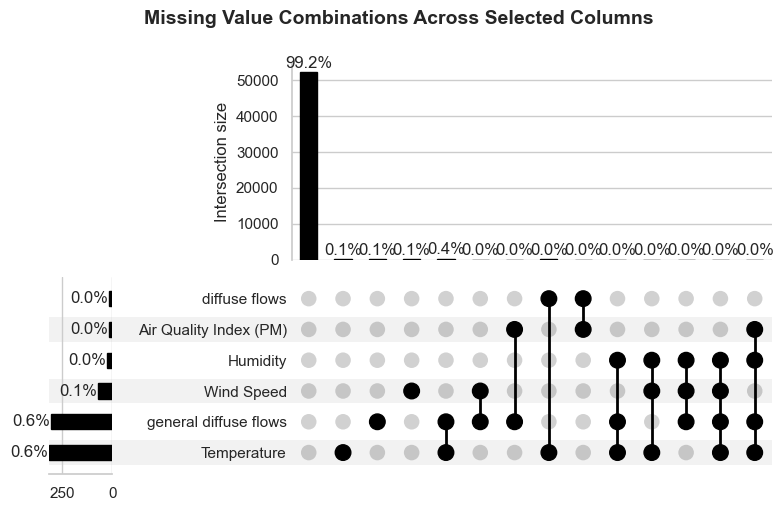 Missing Value Combinations Across Selected Columns
99.2%
50000
40000
30000
20000
10000
0
Intersection size
0.1% 0.1% 0.1% 0.4% 0.0% 0.0% 0.0% 0.0% 0.0% 0.0% 0.0% 0.0% 0.0%
0.0% diffuse flows
0.0% Air Quality Index (PM)
0.0% Humidity
0.1% Wind Speed
0.6% general diffuse flows
0.6% Temperature
250 0